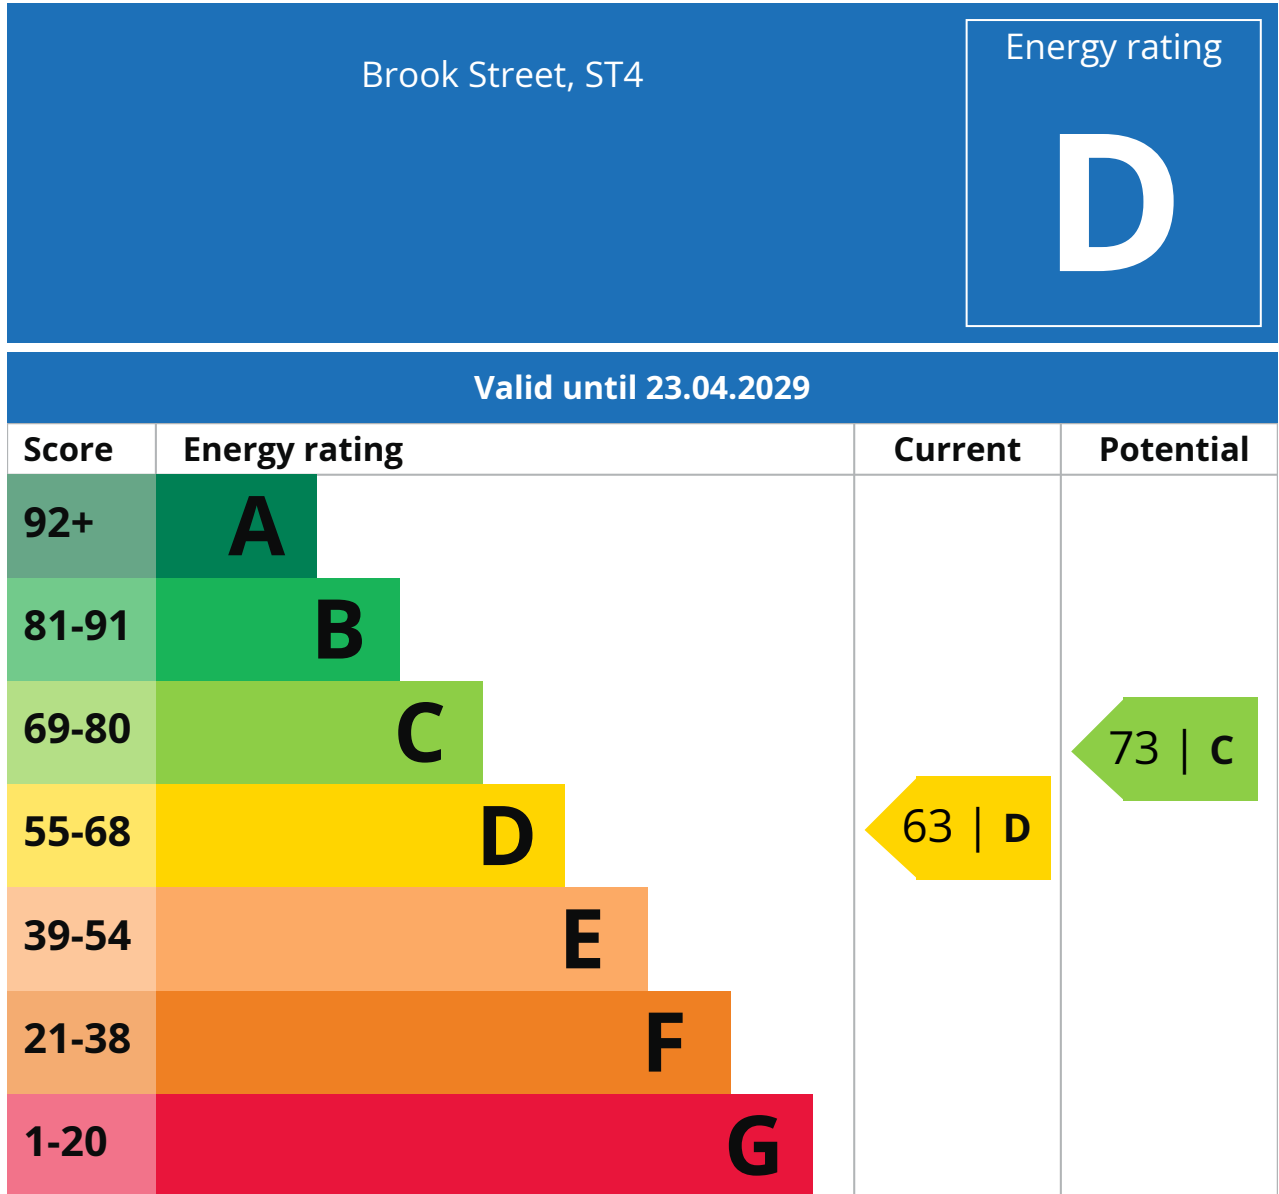 Brook Street, ST4
Energy rating
D
Valid until 23.04.2029
Score Energy rating Current Potential
92+ A
81-91 B
69-80 C
73 | C
55-68 D
63 | D
39-54 E
21-38 F
1-20 G